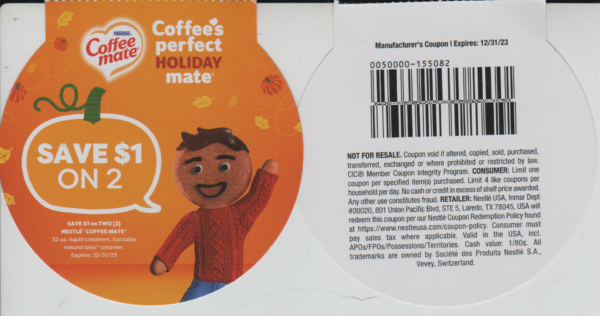 Nestlé
Coffee
mate
Coffee's
perfect
HOLIDAY
mate
SAVE $1
ON 2
SAVE $1 on TWO (2)
NESTLÉ® COFFEE MATE®
32 oz. liquid creamers. Excludes
natural bliss® creamer.
Expires: 12/31/23
Manufacturer's Coupon | Expires: 12/31/23
0050000-155082
NOT FOR RESALE. Coupon void if altered, copied, sold, purchased,
transferred, exchanged or where prohibited or restricted by law.
CIC® Member Coupon Integrity Program. CONSUMER: Limit one
coupon per specified item(s) purchased. Limit 4 like coupons per
household per day. No cash or credit in excess of shelf price awarded.
Any other use constitutes fraud. RETAILER: Nestlé USA, Inmar Dept
#00020, 801 Union Pacific Blvd, STE 5, Laredo, TX 78045, USA will
redeem this coupon per our Nestlé Coupon Redemption Policy found
at https://www.nestleusa.com/coupon-policy. Consumer must
pay sales tax where applicable. Valid in the USA, incl.
APOs/FPOs/Possessions/Territories. Cash value: 1/80¢. All
trademarks are owned by Société des Produits Nestlé S.A.,
Vevey, Switzerland.